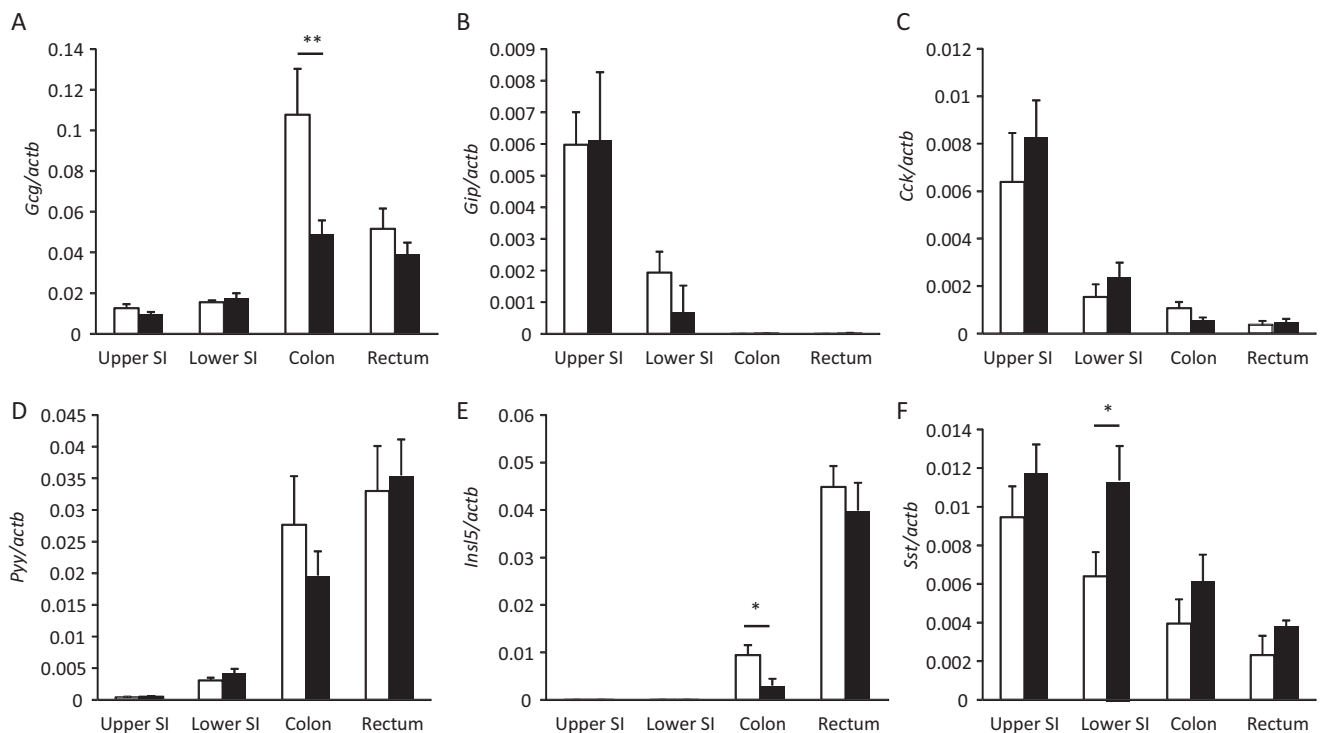 A
**
0.14
0.12
0.1
0.08
0.06
0.04
0.02
0
Gcg/actb
Upper SI Lower SI Colon Rectum
B
0.009
0.008
0.007
0.006
0.005
0.004
0.003
0.002
0.001
0
Gip/actb
Upper SI Lower SI Colon Rectum
C
0.012
0.01
0.008
0.006
0.004
0.002
0
Cck/actb
Upper SI Lower SI Colon Rectum
D
0.045
0.04
0.035
0.03
0.025
0.02
0.015
0.01
0.005
0
Pyy/actb
Upper SI Lower SI Colon Rectum
E
0.06
0.05
0.04
0.03
0.02
0.01
0
Insl5/actb
*
Upper SI Lower SI Colon Rectum
F
*
0.014
0.012
0.01
0.008
0.006
0.004
0.002
0
Sst/actb
Upper SI Lower SI Colon Rectum